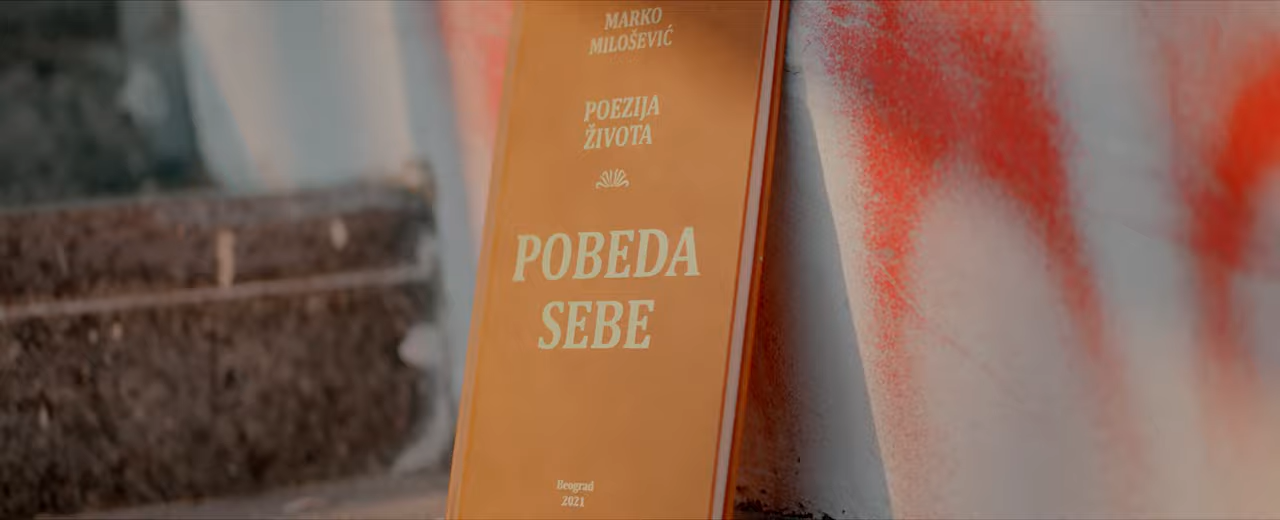 MARKO
MILOŠEVIĆ
POEZIJA
ŽIVOTA
POBEDA
SEBE
Beograd
2021